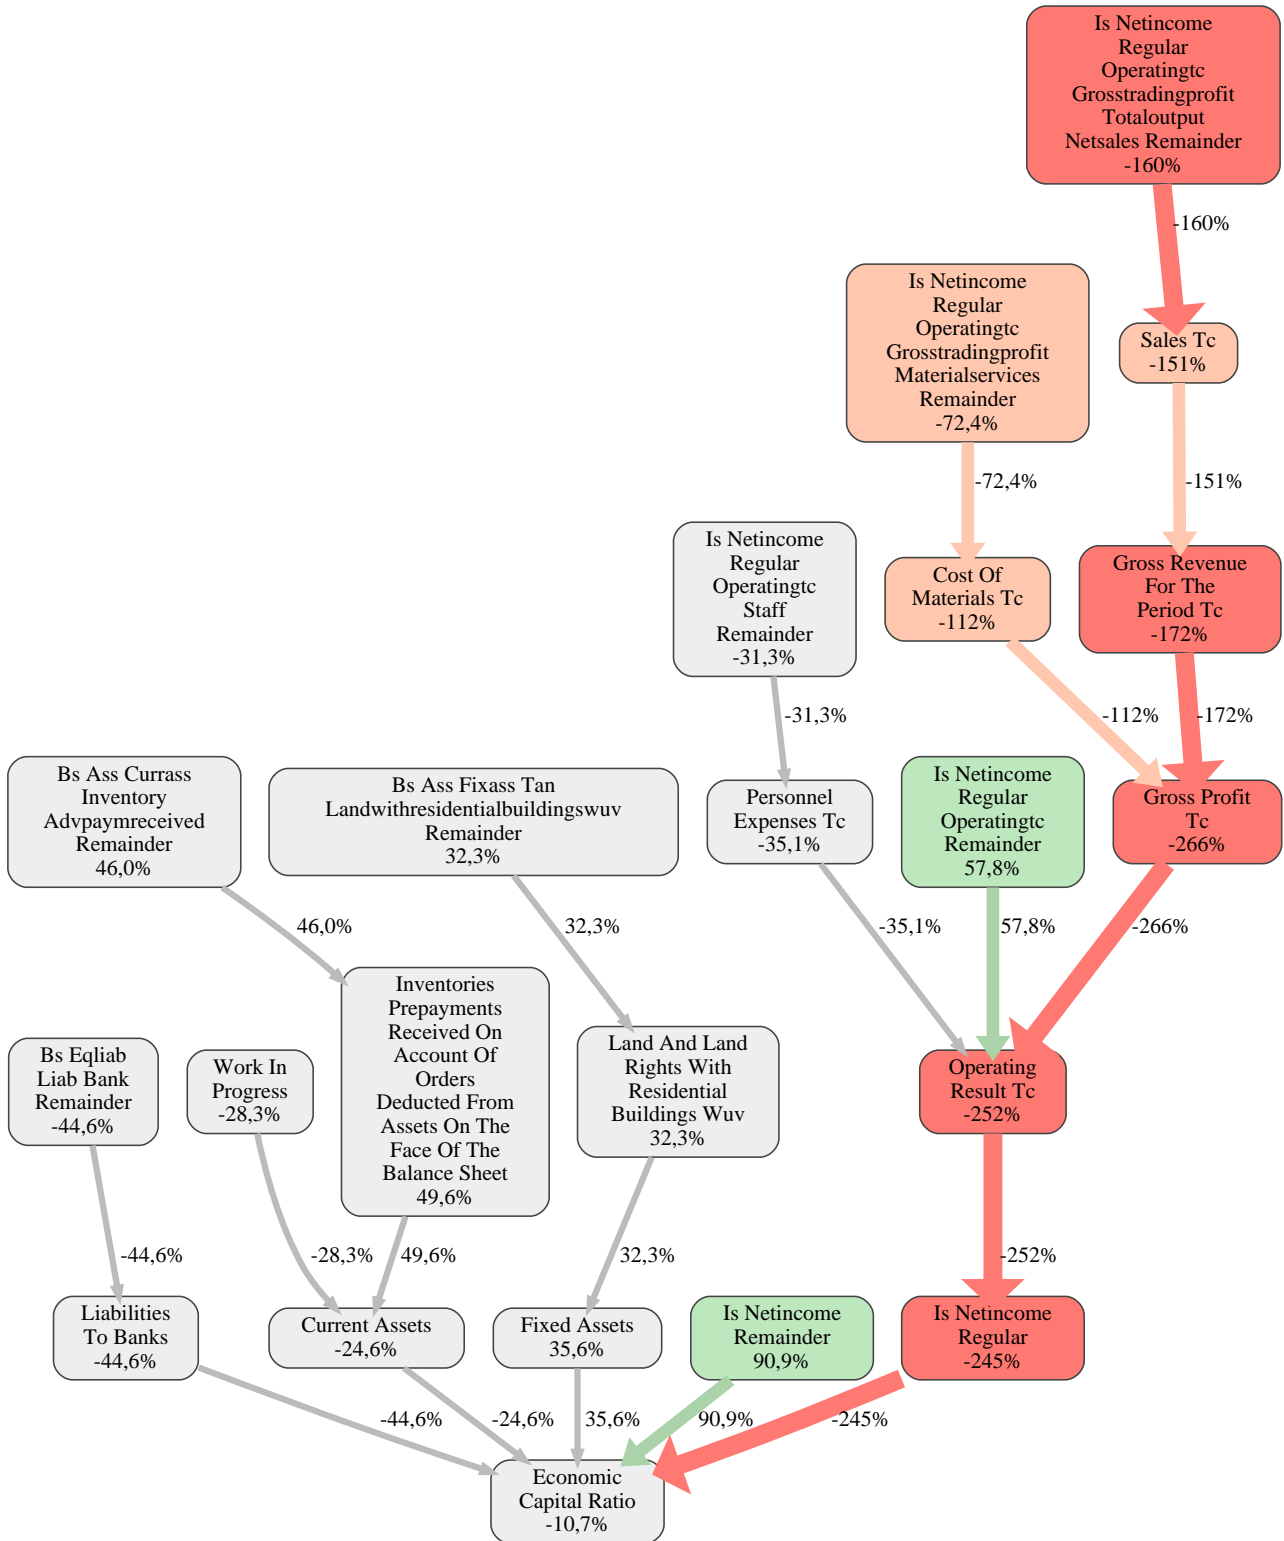 Is Netincome
Regular
Operatingtc
Grosstradingprofit
Totaloutput
Netsales Remainder
-160%
-160%
Is Netincome
Regular
Operatingtc
Grosstradingprofit
Materialservices
Remainder
-72,4%
Sales Tc
-151%
-72,4%
-151%
Is Netincome
Regular
Operatingtc
Staff
Remainder
-31,3%
Cost Of
Materials Tc
-112%
Gross Revenue
For The
Period Tc
-172%
-31,3%
-112%
-172%
Bs Ass Currass
Inventory
Advpaymreceived
Remainder
46,0%
Bs Ass Fixass Tan
Landwithresidentialbuildingswuv
Remainder
32,3%
Personnel
Expenses Tc
-35,1%
Is Netincome
Regular
Operatingtc
Remainder
57,8%
Gross Profit
Tc
-266%
46,0%
32,3%
-35,1%
57,8%
-266%
Bs Eqliab
Liab Bank
Remainder
-44,6%
Work In
Progress
-28,3%
Inventories
Prepayments
Received On
Account Of
Orders
Deducted From
Assets On The
Face Of The
Balance Sheet
49,6%
Land And Land
Rights With
Residential
Buildings Wuv
32,3%
Operating
Result Tc
-252%
-44,6%
-28,3%
49,6%
32,3%
-252%
Liabilities
To Banks
-44,6%
Current Assets
-24,6%
Fixed Assets
35,6%
Is Netincome
Remainder
90,9%
Is Netincome
Regular
-245%
-44,6%
-24,6%
35,6%
90,9%
-245%
Economic
Capital Ratio
-10,7%